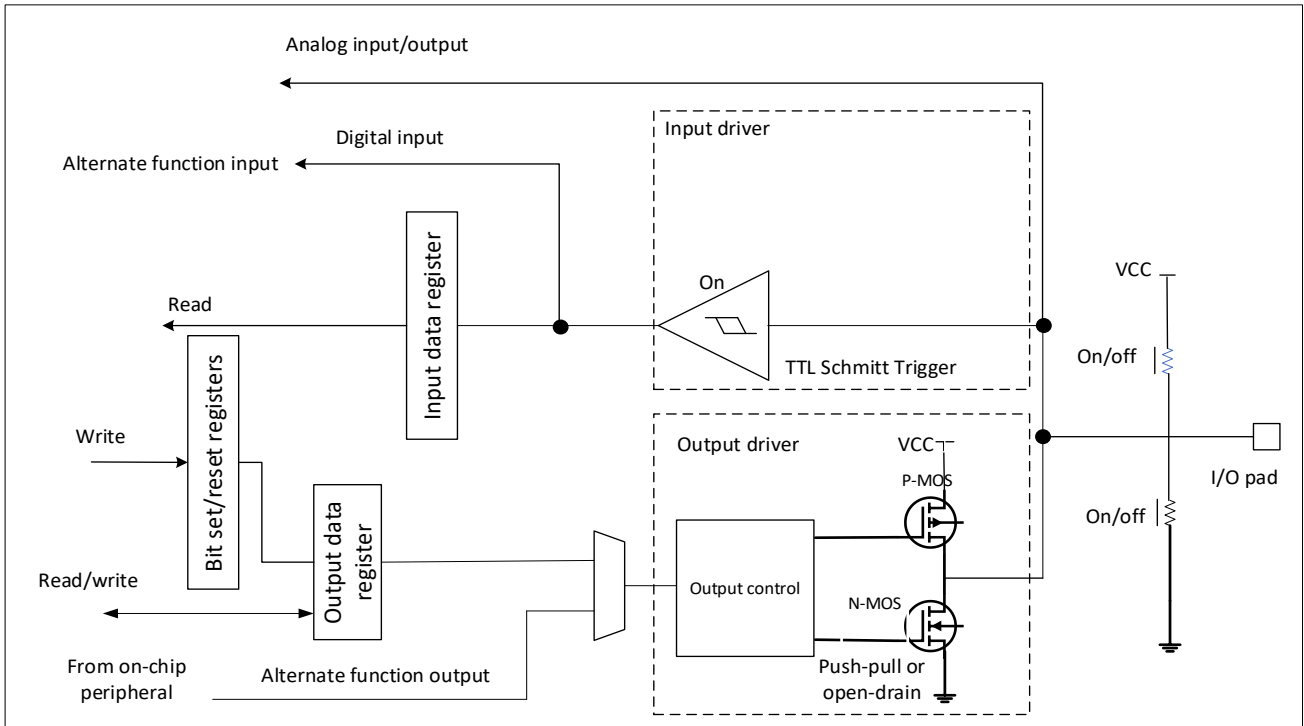 Analog input/output
Input driver
Digital input
Alternate function input
Input data register
On
VCC
Read
On/off
TTL Schmitt Trigger
Bit set/reset registers
Write
Output driver
VCC
P-MOS
I/O pad
On/off
Output data
register
Read/write
Output control
N-MOS
From on-chip
peripheral
Alternate function output
Push-pull or
open-drain